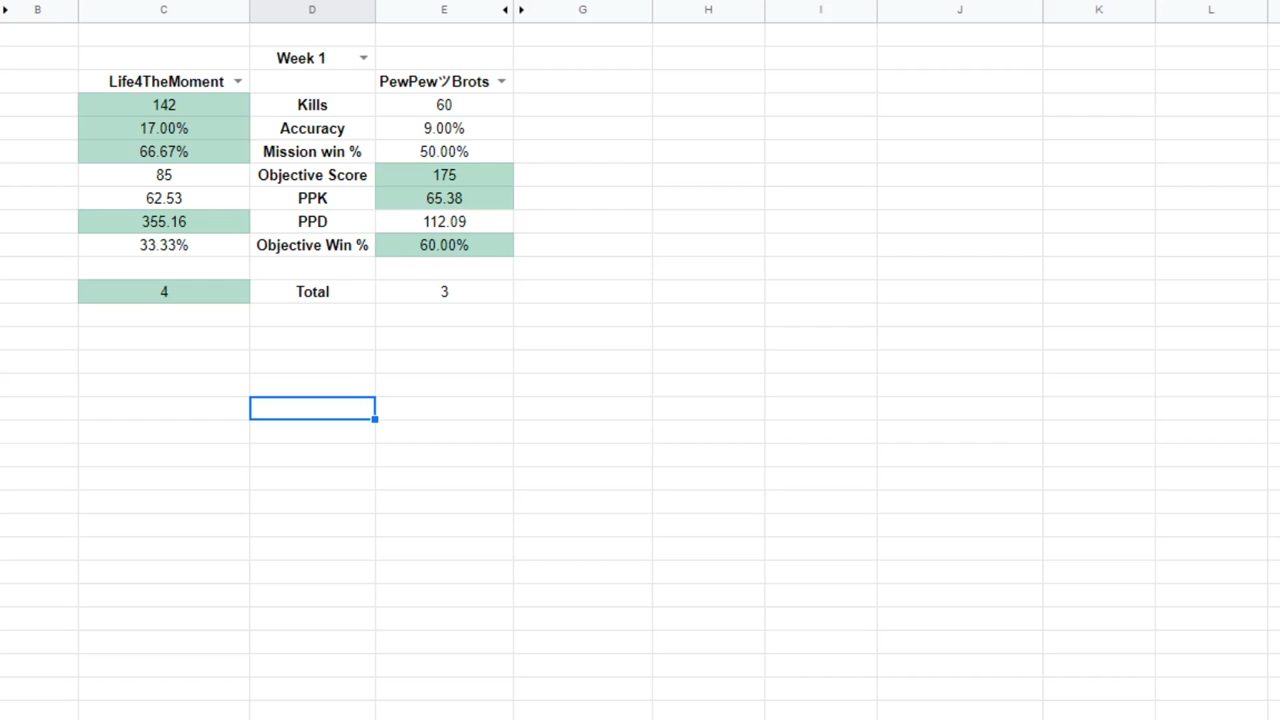 B C D E G H I J K L
Week 1
Life4TheMoment PewPewツBrots
142 Kills 60
17.00% Accuracy 9.00%
66.67% Mission win % 50.00%
85 Objective Score 175
62.53 PPK 65.38
355.16 PPD 112.09
33.33% Objective Win % 60.00%
4 Total 3